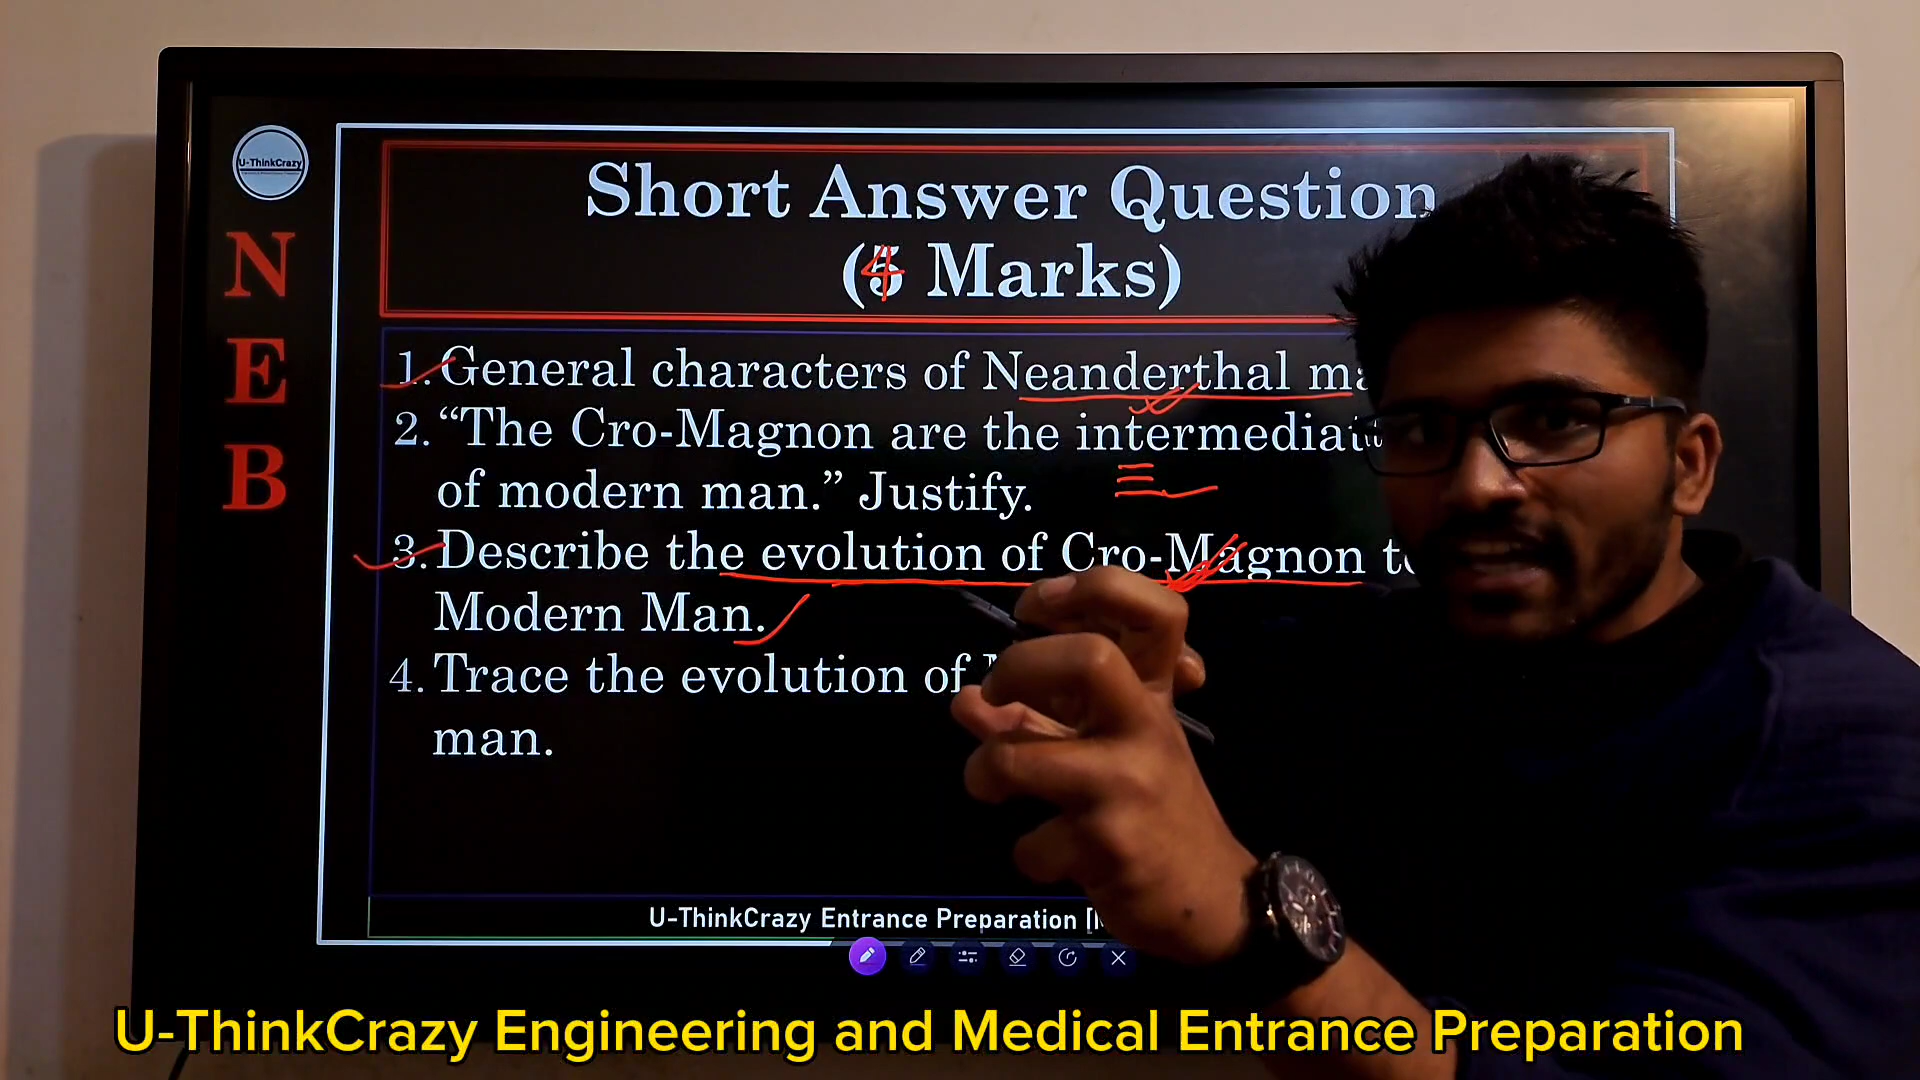 U-ThinkCrazy
N
E
B
Short Answer Question
(5 Marks)
4
1. General characters of Neanderthal
2. “The Cro-Magnon are the
of modern man.” Justify.
3. Describe the evolution of Cro-Magnon
Modern Man.
4. Trace the evolution of
man.
U-ThinkCrazy Entrance Preparation
U-ThinkCrazy Engineering and Medical Entrance Preparation